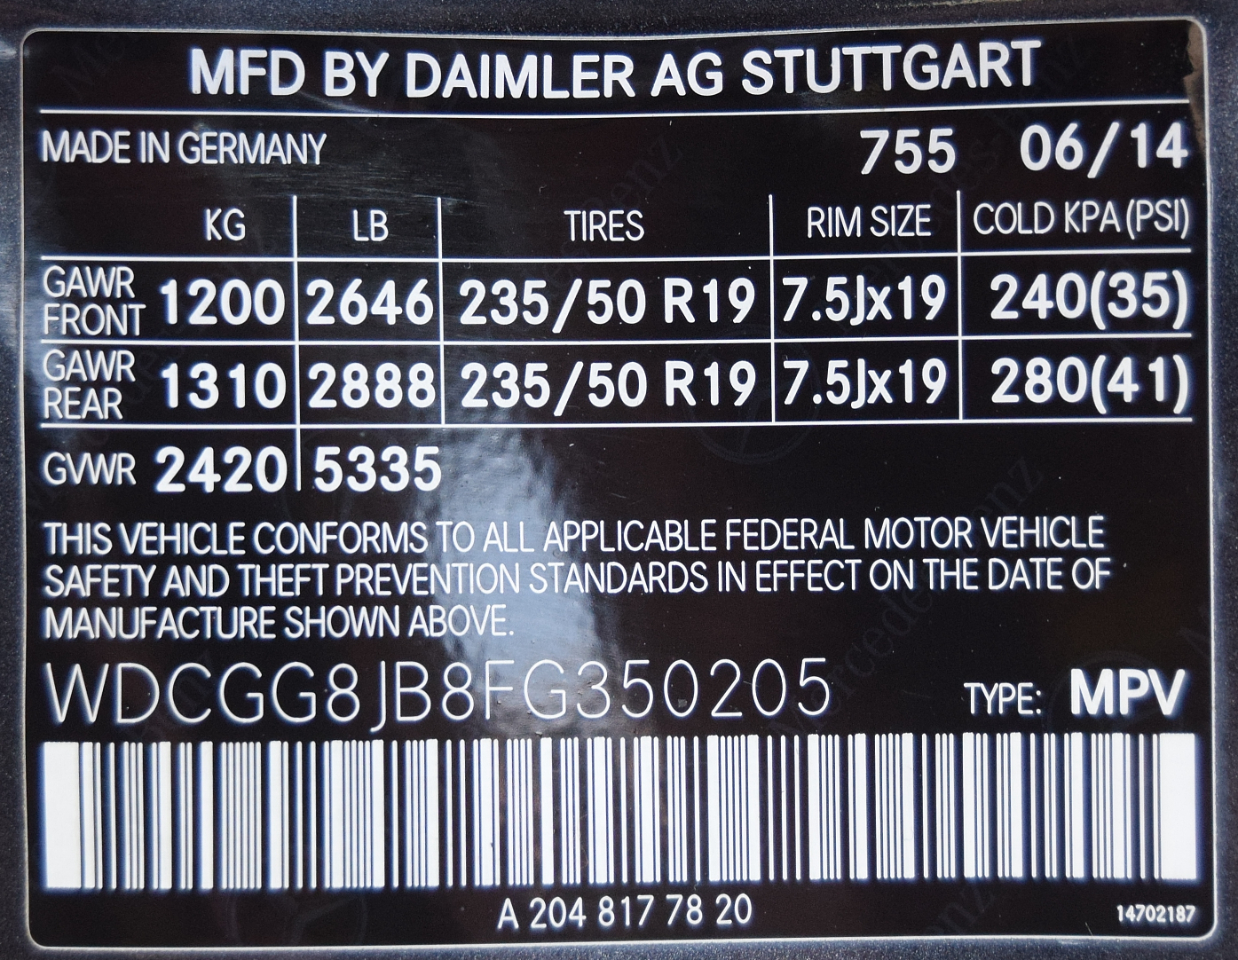 MFD BY DAIMLER AG STUTTGART
MADE IN GERMANY 755 06/14
KG LB TIRES RIM SIZE COLD KPA (PSI)
GAWR FRONT 1200 2646 235/50 R19 7.5Jx19 240(35)
GAWR REAR 1310 2888 235/50 R19 7.5Jx19 280(41)
GVWR 2420 5335
THIS VEHICLE CONFORMS TO ALL APPLICABLE FEDERAL MOTOR VEHICLE
SAFETY AND THEFT PREVENTION STANDARDS IN EFFECT ON THE DATE OF
MANUFACTURE SHOWN ABOVE.
WDCGG8JB8FG350205 TYPE: MPV
A 204 817 78 20 14702187